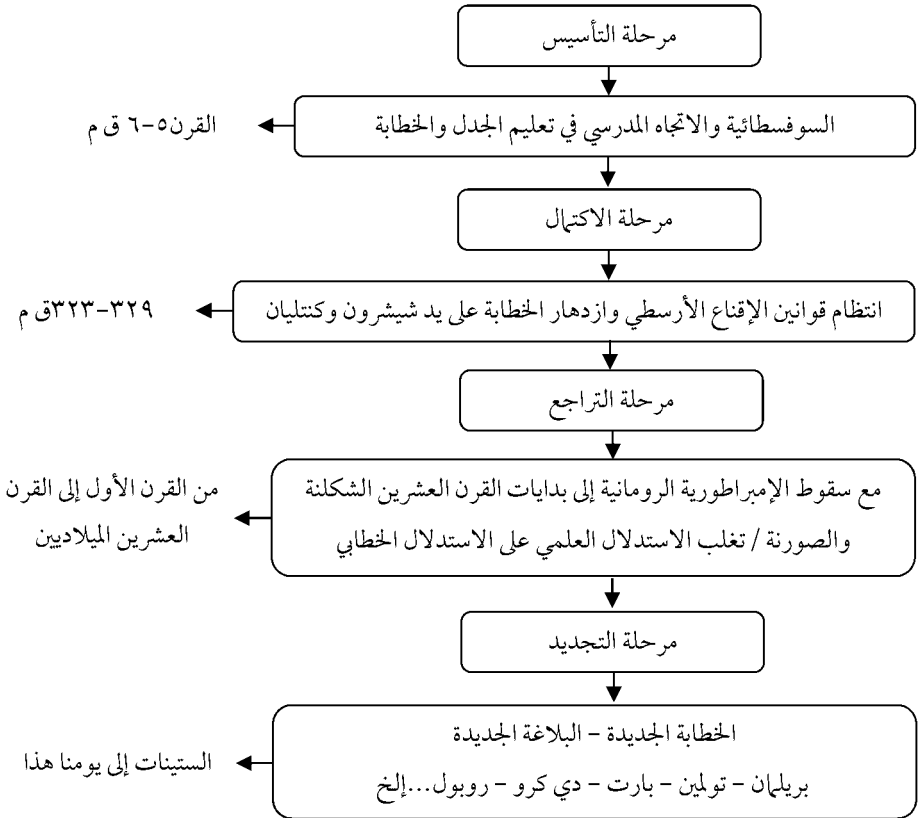 مرحلة التأسيس
السوفسطائية والاتجاه المدرسي في تعليم الجدل والخطابة
القرن٥-٦ ق م
مرحلة الاكتمال
انتظام قوانين الإقناع الأرسطي وازدهار الخطابة على يد شيشرون وكنتليان
٣٢٩-٣٢٣ق م
مرحلة التراجع
مع سقوط الإمبراطورية الرومانية إلى بدايات القرن العشرين الشكلنة
والصورنة / تغلب الاستدلال العلمي على الاستدلال الخطابي
من القرن الأول إلى القرن
العشرين الميلاديين
مرحلة التجديد
الخطابة الجديدة – البلاغة الجديدة
بريلمان – تولمين – بارت – دي كرو – روبول...إلخ
الستينات إلى يومنا هذا